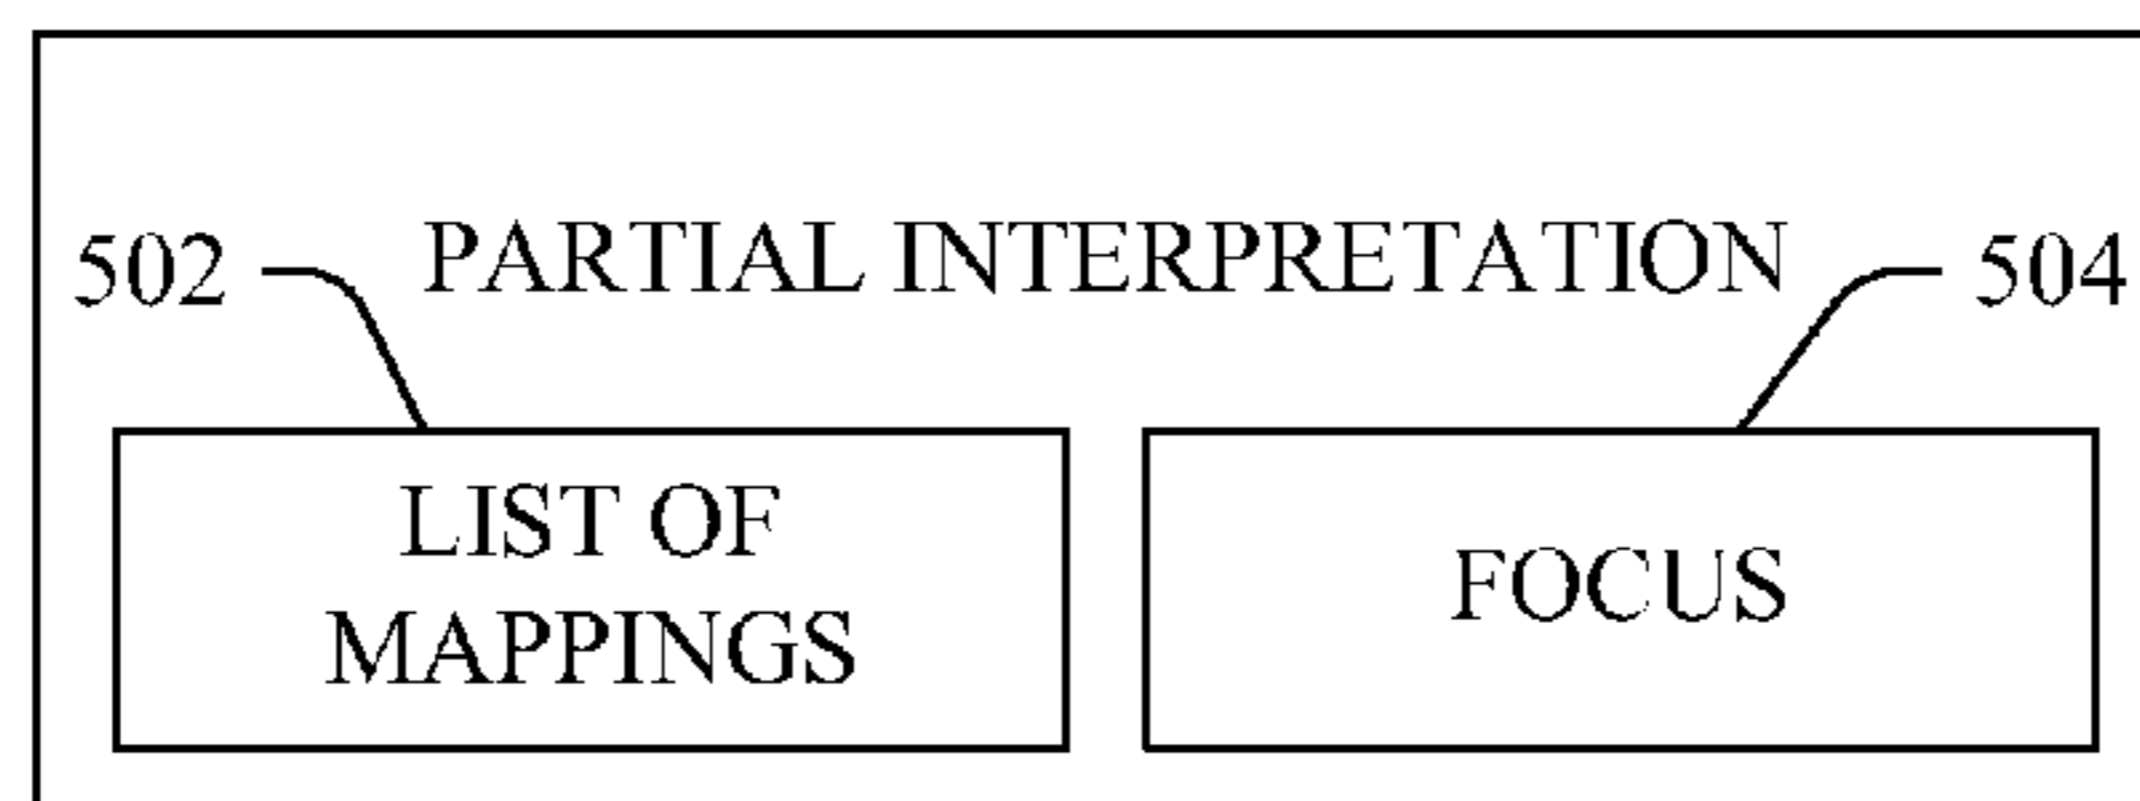 502 PARTIAL INTERPRETATION 504
LIST OF
MAPPINGS
FOCUS